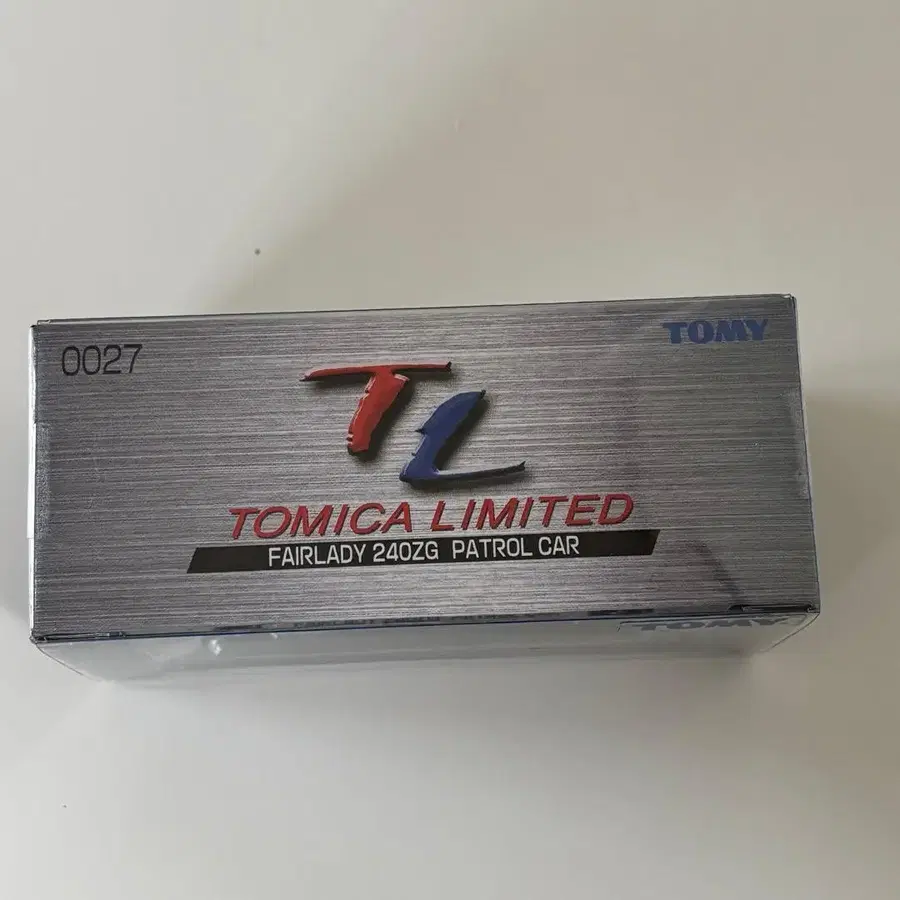 0027
TOMY
TL
TOMICA LIMITED
FAIRLADY 240ZG PATROL CAR
TOMY